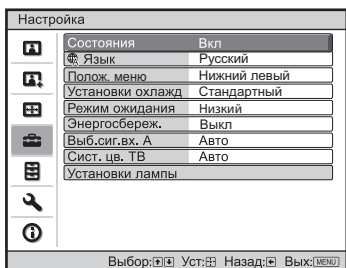 Настройка
Состояния Вкл
Язык Русский
Полож. меню Нижний левый
Установки охлажд Стандартный
Режим ожидания Низкий
Энергосбереж. Выкл
Выб.сиг.вх. А Авто
Сист. цв. ТВ Авто
Установки лампы
Выбор: Уст: Назад: Вых: MENU